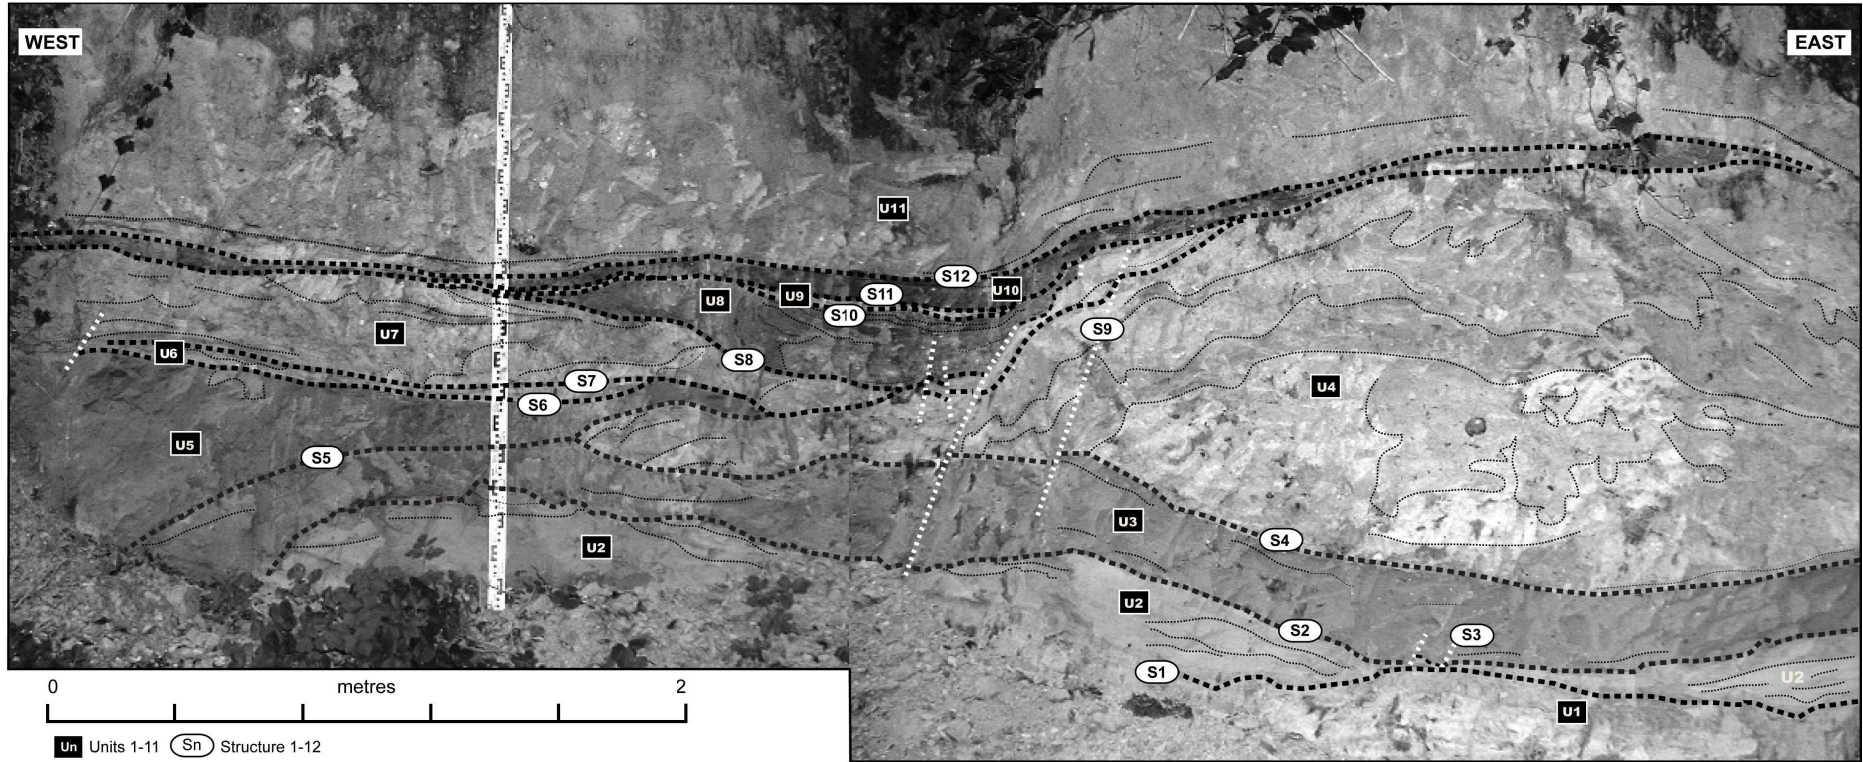 WEST
EAST
U11
S12
U10
S11
U9
U8
S10
S9
U7
U6
S8
S7
U4
S6
U5
S5
U3
S4
U2
U2
S2
S3
S1
U2
U1
0 metres 2
Un Units 1-11 Sn Structure 1-12